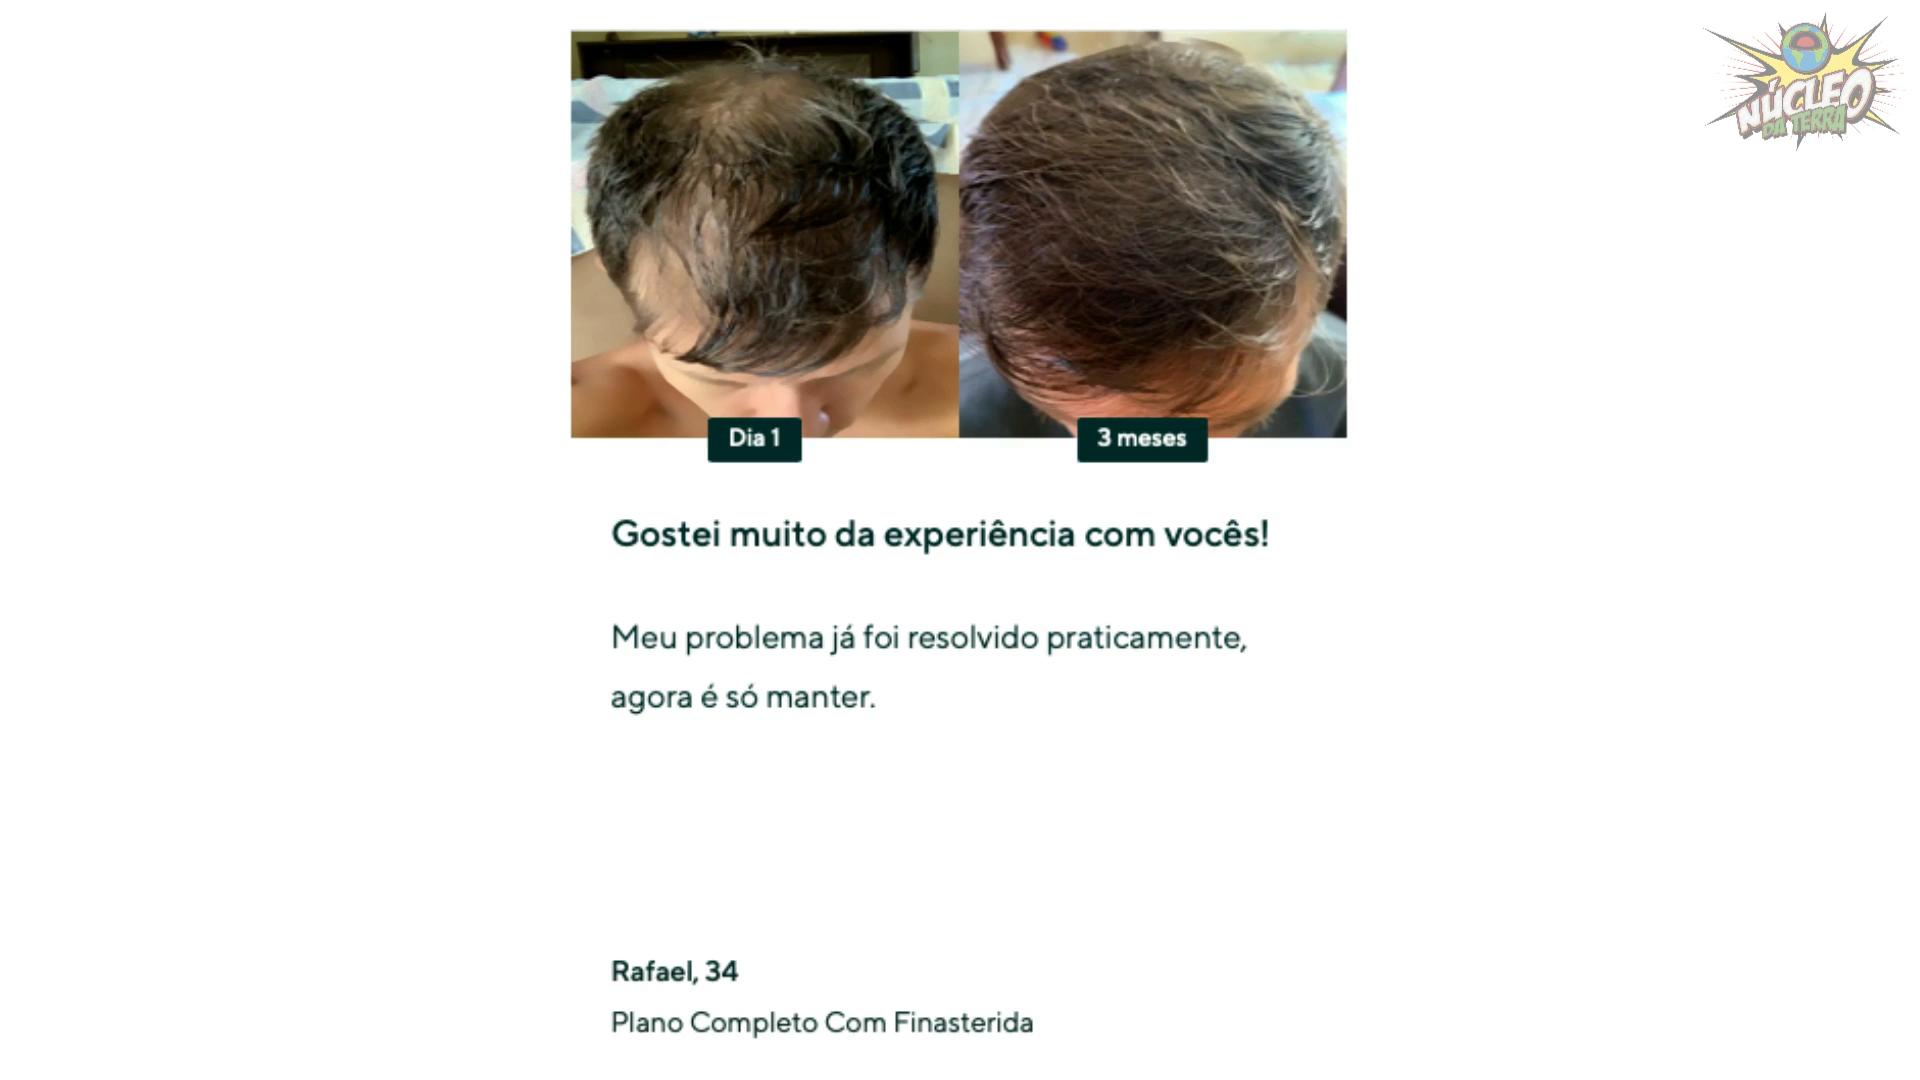 NÚCLEO
DA TERRA
Dia 1
3 meses
Gostei muito da experiência com vocês!
Meu problema já foi resolvido praticamente,
agora é só manter.
Rafael, 34
Plano Completo Com Finasterida